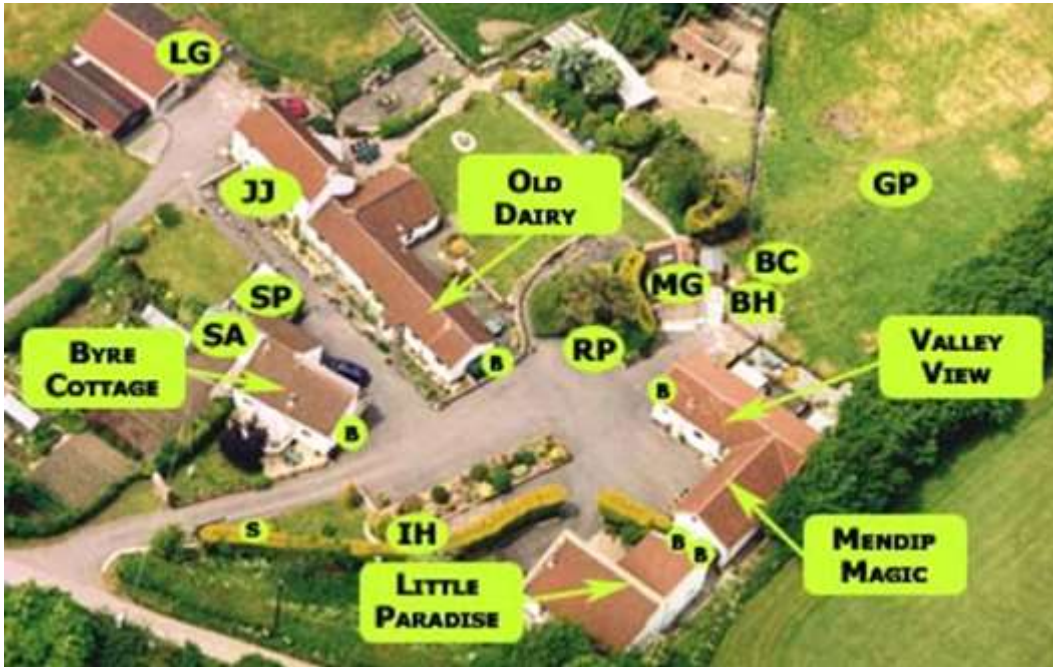 LG
JJ
OLD
DAIRY
GP
SP
BC
MG
BH
SA
RP
BYRE
COTTAGE
VALLEY
VIEW
B
B
B
S
IH
B
B
MENDIP
MAGIC
LITTLE
PARADISE